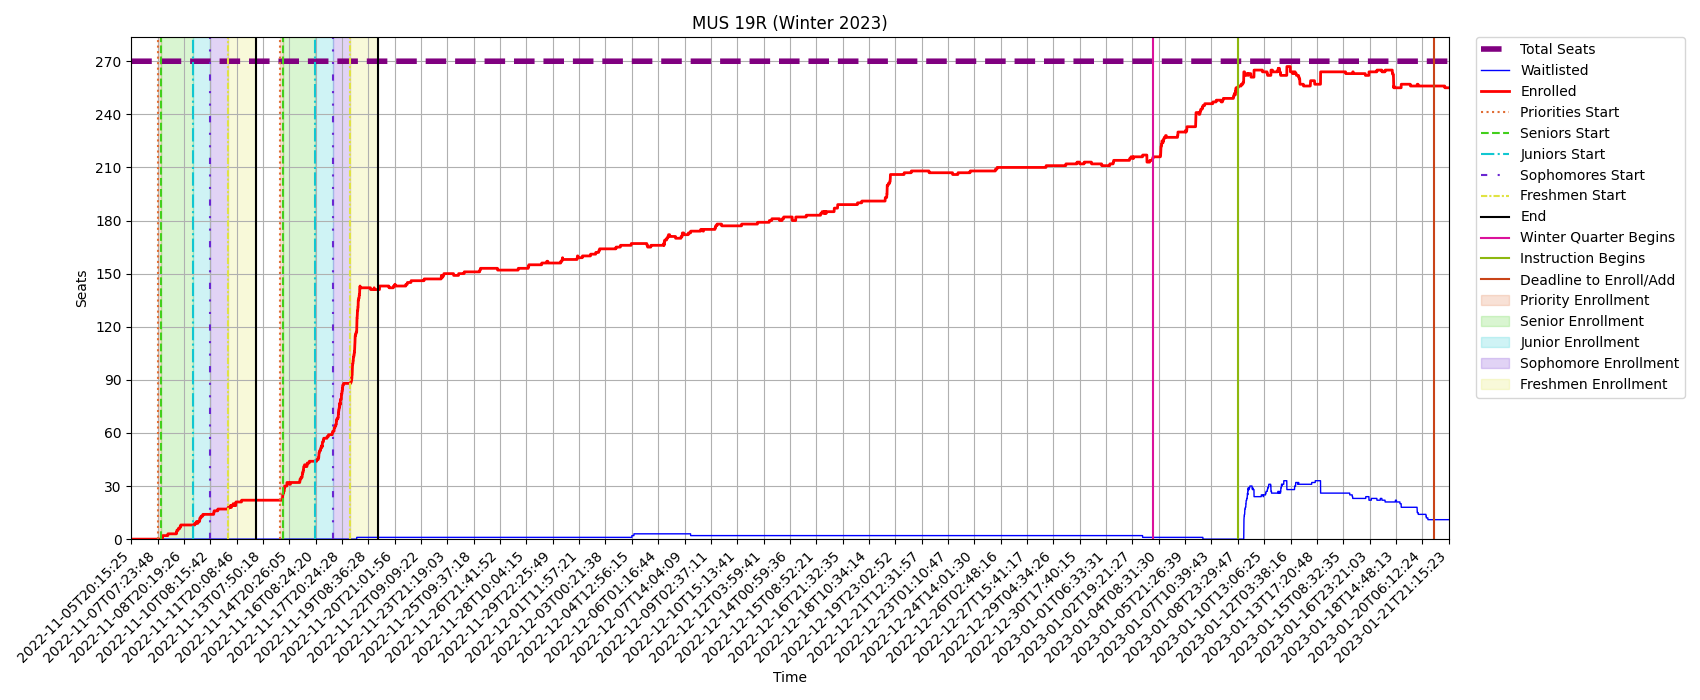 MUS 19R (Winter 2023)
Seats
270
240
210
180
150
120
90
60
30
0
2022-11-05T20:15:25
2022-11-07T07:23:48
2022-11-08T20:19:26
2022-11-10T08:15:42
2022-11-11T20:08:46
2022-11-13T07:50:18
2022-11-14T20:26:05
2022-11-16T08:24:20
2022-11-17T20:24:28
2022-11-19T09:36:28
2022-11-20T21:01:56
2022-11-22T09:09:22
2022-11-23T21:19:03
2022-11-25T09:37:18
2022-11-26T21:41:52
2022-11-28T10:04:15
2022-11-29T22:25:49
2022-12-01T11:57:21
2022-12-03T00:21:38
2022-12-04T12:56:15
2022-12-06T01:16:44
2022-12-07T14:04:09
2022-12-09T02:37:11
2022-12-10T15:13:41
2022-12-12T03:59:41
2022-12-14T00:59:36
2022-12-15T08:52:21
2022-12-16T21:32:35
2022-12-18T10:34:14
2022-12-19T23:02:52
2022-12-21T12:31:57
2022-12-24T14:10:47
2022-12-24T14:01:30
2022-12-26T02:48:16
2022-12-27T15:41:17
2022-12-29T04:34:26
2022-12-30T17:40:15
2023-01-01T06:33:31
2023-01-02T19:21:27
2023-01-04T08:31:30
2023-01-05T21:26:39
2023-01-07T10:39:43
2023-01-08T23:29:47
2023-01-10T13:06:25
2023-01-12T03:38:16
2023-01-13T17:20:48
2023-01-15T08:32:35
2023-01-16T23:21:03
2023-01-18T14:48:13
2023-01-20T06:12:24
2023-01-21T21:15:23
Time
Total Seats
Waitlisted
Enrolled
Priorities Start
Seniors Start
Juniors Start
Sophomores Start
Freshmen Start
End
Winter Quarter Begins
Instruction Begins
Deadline to Enroll/Add
Priority Enrollment
Senior Enrollment
Junior Enrollment
Sophomore Enrollment
Freshmen Enrollment